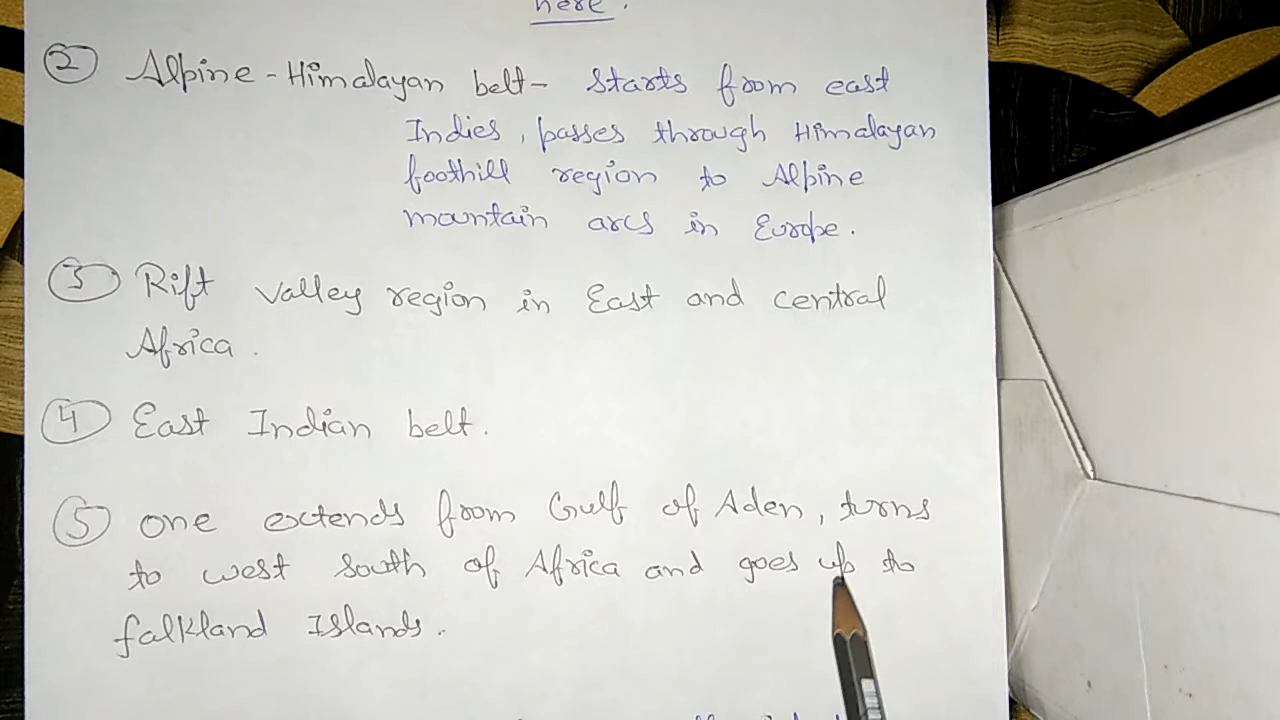 here.
② Alpine-Himalayan belt- Starts from east
Indies, passes through Himalayan
foothill region to Alpine
mountain arcs in Europe.
③ Rift valley region in East and central
Africa.
④ East Indian belt.
⑤ one extends from Gulf of Aden, turns
to west south of Africa and goes up to
falkland Islands.